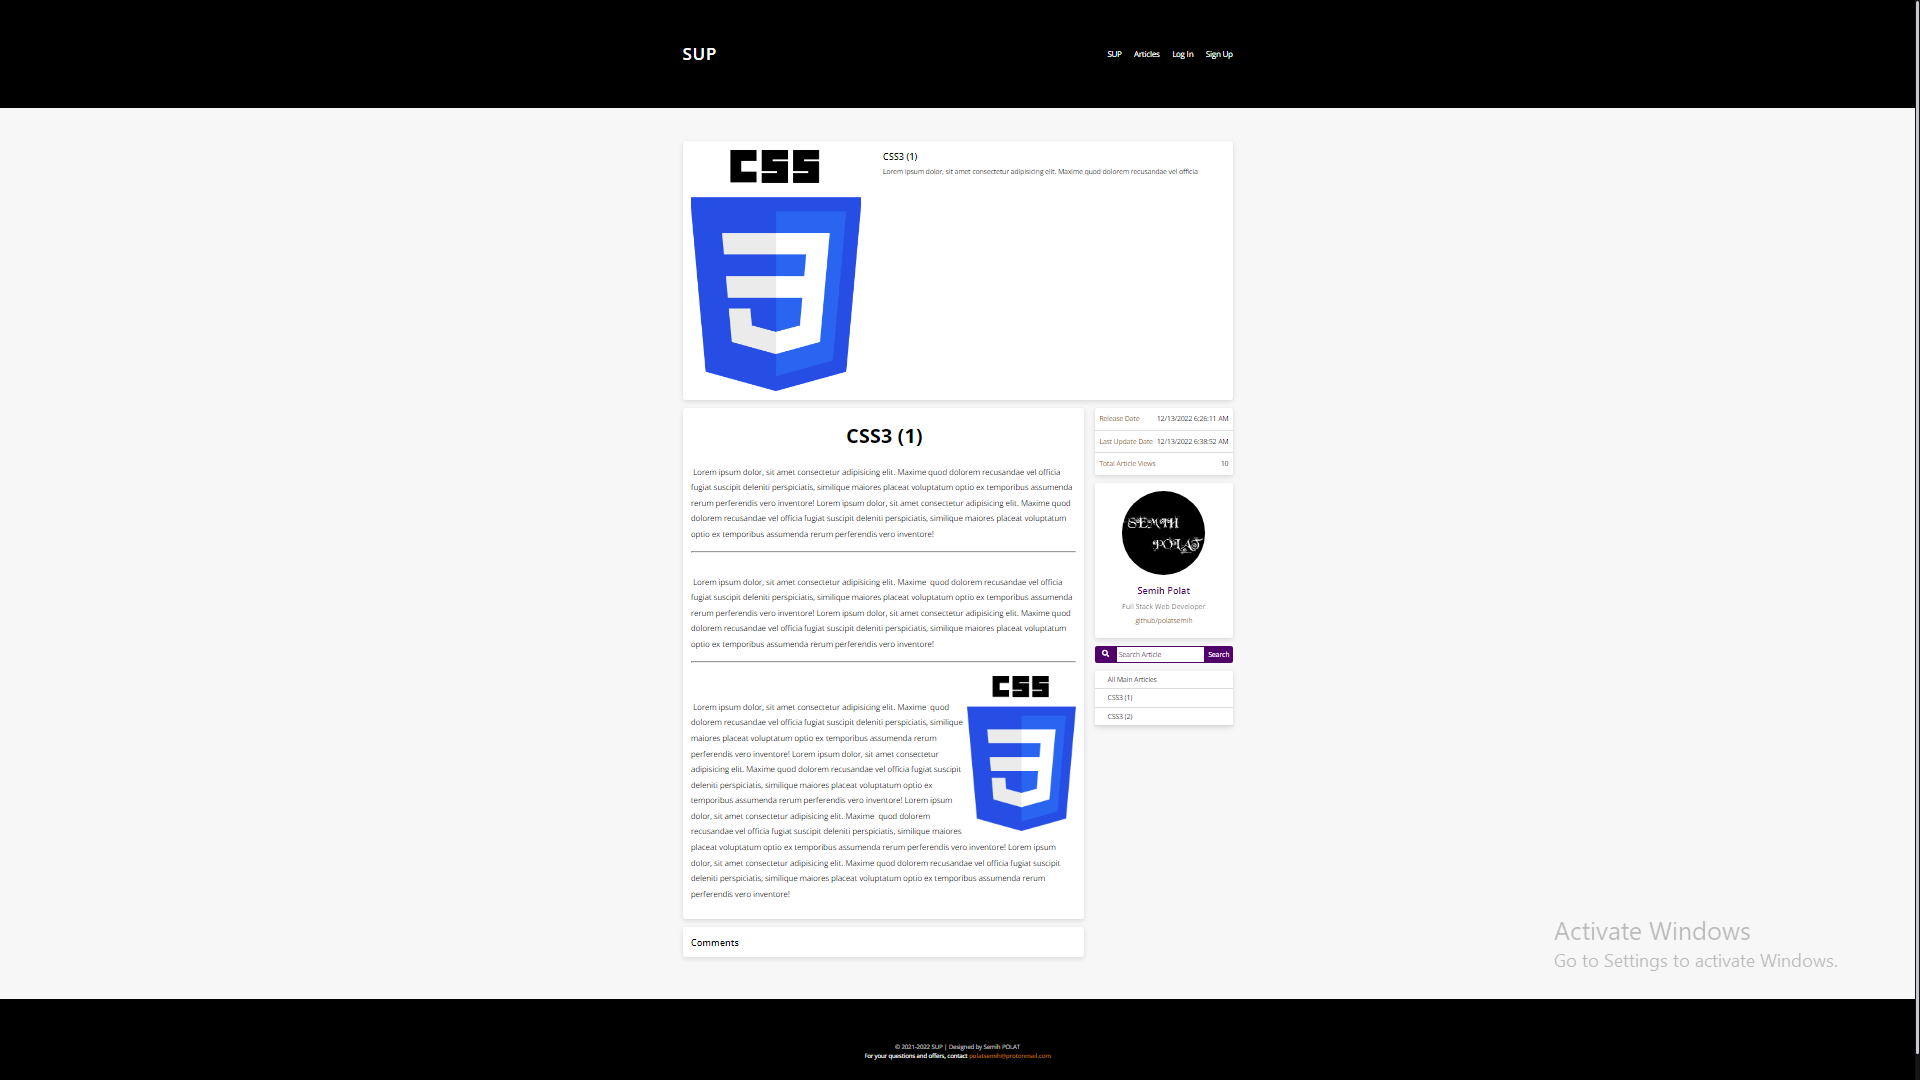 SUP
SUP Articles Log In Sign Up
CSS
CSS3 (1)
Lorem ipsum dolor, sit amet consectetur adipisicing elit. Maxime quod dolorem recusandae vel officia
CSS3 (1)
Lorem ipsum dolor, sit amet consectetur adipisicing elit. Maxime quod dolorem recusandae vel officia
fugiat suscipit deleniti perspiciatis, similique maiores placeat voluptatum optio ex temporibus assumenda
rerum perferendis vero inventore! Lorem ipsum dolor, sit amet consectetur adipisicing elit. Maxime quod
dolorem recusandae vel officia fugiat suscipit deleniti perspiciatis, similique maiores placeat voluptatum
optio ex temporibus assumenda rerum perferendis vero inventore!
Lorem ipsum dolor, sit amet consectetur adipisicing elit. Maxime quod dolorem recusandae vel officia
fugiat suscipit deleniti perspiciatis, similique maiores placeat voluptatum optio ex temporibus assumenda
rerum perferendis vero inventore! Lorem ipsum dolor, sit amet consectetur adipisicing elit. Maxime quod
dolorem recusandae vel officia fugiat suscipit deleniti perspiciatis, similique maiores placeat voluptatum
optio ex temporibus assumenda rerum perferendis vero inventore!
CSS
Lorem ipsum dolor, sit amet consectetur adipisicing elit. Maxime quod
dolorem recusandae vel officia fugiat suscipit deleniti perspiciatis, similique
maiores placeat voluptatum optio ex temporibus assumenda rerum
perferendis vero inventore! Lorem ipsum dolor, sit amet consectetur
adipisicing elit. Maxime quod dolorem recusandae vel officia fugiat suscipit
deleniti perspiciatis, similique maiores placeat voluptatum optio ex
temporibus assumenda rerum perferendis vero inventore! Lorem ipsum
dolor, sit amet consectetur adipisicing elit. Maxime quod dolorem
recusandae vel officia fugiat suscipit deleniti perspiciatis, similique maiores
placeat voluptatum optio ex temporibus assumenda rerum perferendis vero inventore! Lorem ipsum
dolor, sit amet consectetur adipisicing elit. Maxime quod dolorem recusandae vel officia fugiat suscipit
deleniti perspiciatis, similique maiores placeat voluptatum optio ex temporibus assumenda rerum
perferendis vero inventore!
Comments
Release Date 12/13/2022 6:26:11 AM
Last Update Date 12/13/2022 6:38:52 AM
Total Article Views 10
SEMIH
POLAT
Semih Polat
Full Stack Web Developer
github/polatsemih
Search Article Search
All Main Articles
CSS3 (1)
CSS3 (2)
Activate Windows
Go to Settings to activate Windows.
© 2021-2022 SUP | Designed by Semih POLAT
For your questions and offers, contact polatsemih@protonmail.com